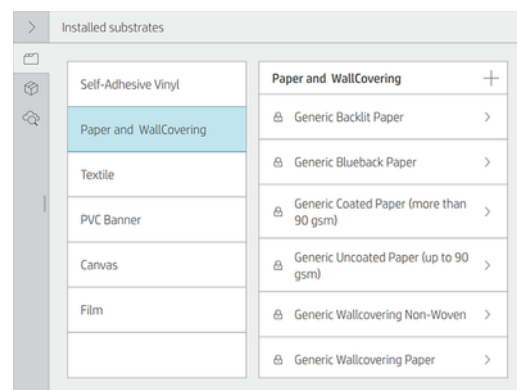 Installed substrates
Self-Adhesive Vinyl
Paper and WallCovering
Textile
PVC Banner
Canvas
Film
Paper and WallCovering
Generic Backlit Paper
Generic Blueback Paper
Generic Coated Paper (more than
90 gsm)
Generic Uncoated Paper (up to 90
gsm)
Generic Wallcovering Non-Woven
Generic Wallcovering Paper